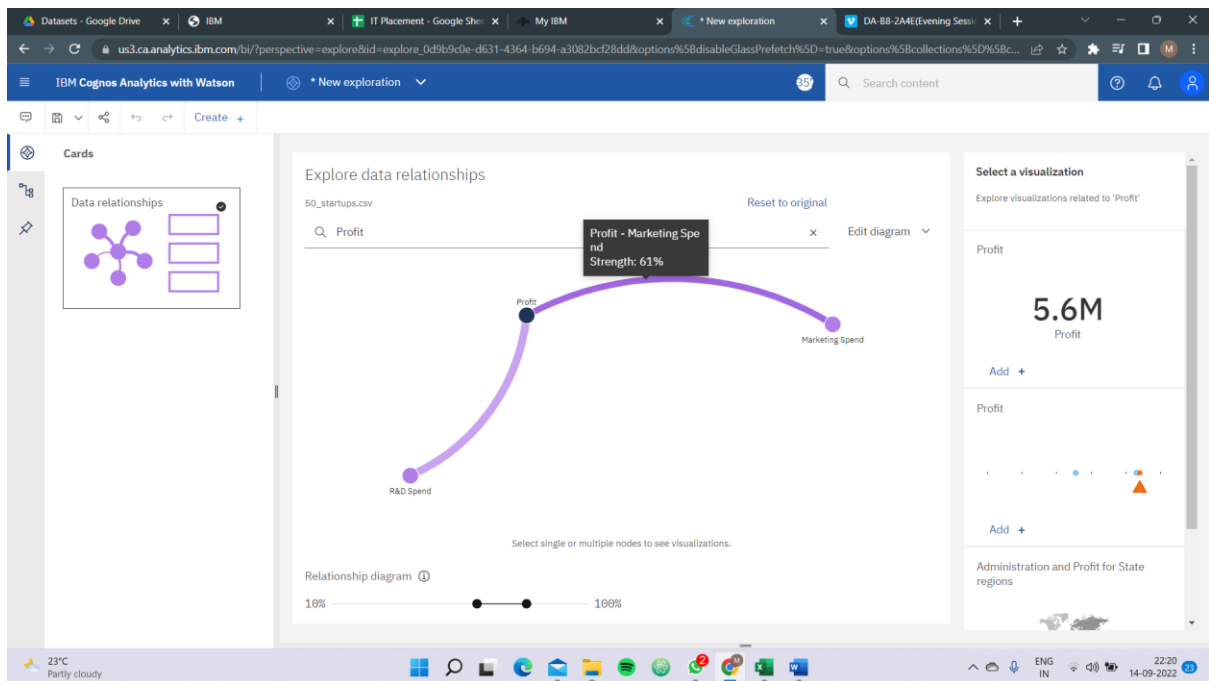 Datasets - Google Drive
IBM
IT Placement - Google Shee
My IBM
* New exploration
DA-B8-2A4E(Evening Sessic
us3.ca.analytics.ibm.com/bi/?perspective=explore&id=explore_0d9b9c0e-d631-4364-b694-a3082bcf28dd&options%5BdisableGlassPrefetch%5D=true&options%5Bcollections%5D%5Bc...
M
IBM Cognos Analytics with Watson
* New exploration
Search content
Create +
Cards
Data relationships
Explore data relationships
50_startups.csv
Reset to original
Profit
Edit diagram
Profit - Marketing Spe
nd
Strength: 61%
Profit
Marketing Spend
R&D Spend
Select single or multiple nodes to see visualizations.
Relationship diagram
10%
100%
Select a visualization
Explore visualizations related to 'Profit'
Profit
5.6M
Profit
Add +
Profit
Add +
Administration and Profit for State
regions
23°C
Partly cloudy
2
ENG
IN
22:20
14-09-2022
23